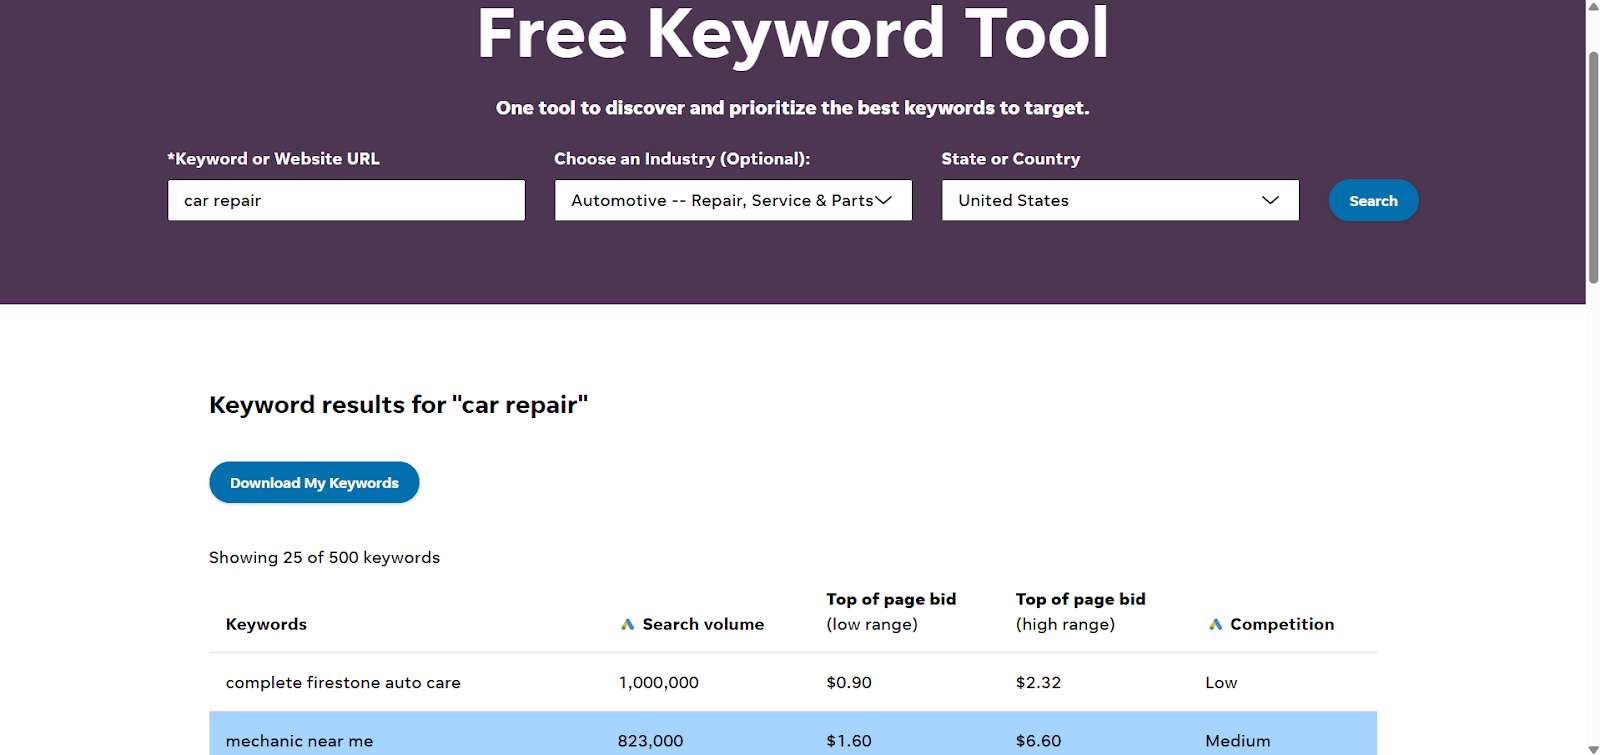 Free Keyword Tool
One tool to discover and prioritize the best keywords to target.
*Keyword or Website URL
Choose an Industry (Optional):
State or Country
car repair
Automotive -- Repair, Service & Parts
United States
Search
Keyword results for "car repair"
Download My Keywords
Showing 25 of 500 keywords
Keywords
Search volume
Top of page bid
(low range)
Top of page bid
(high range)
Competition
complete firestone auto care 1,000,000 $0.90 $2.32 Low
mechanic near me 823,000 $1.60 $6.60 Medium